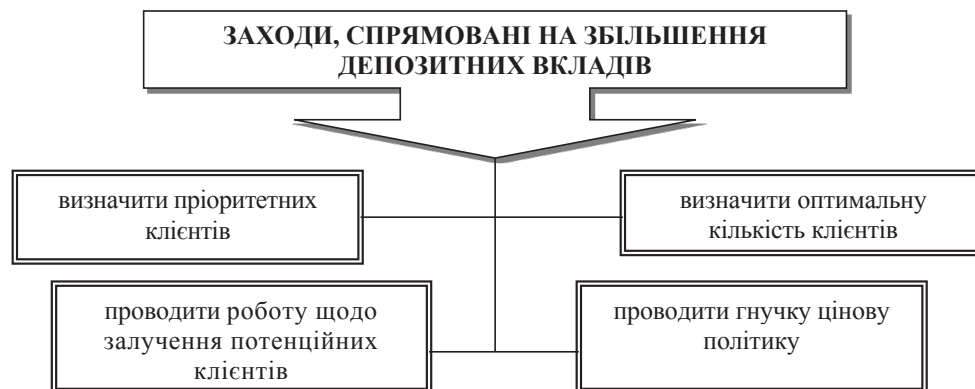 ЗАХОДИ, СПРЯМОВАНІ НА ЗБІЛЬШЕННЯ
ДЕПОЗИТНИХ ВКЛАДІВ
визначити пріоритетних
клієнтів
визначити оптимальну
кількість клієнтів
проводити роботу щодо
залучення потенційних
клієнтів
проводити гнучку цінову
політику